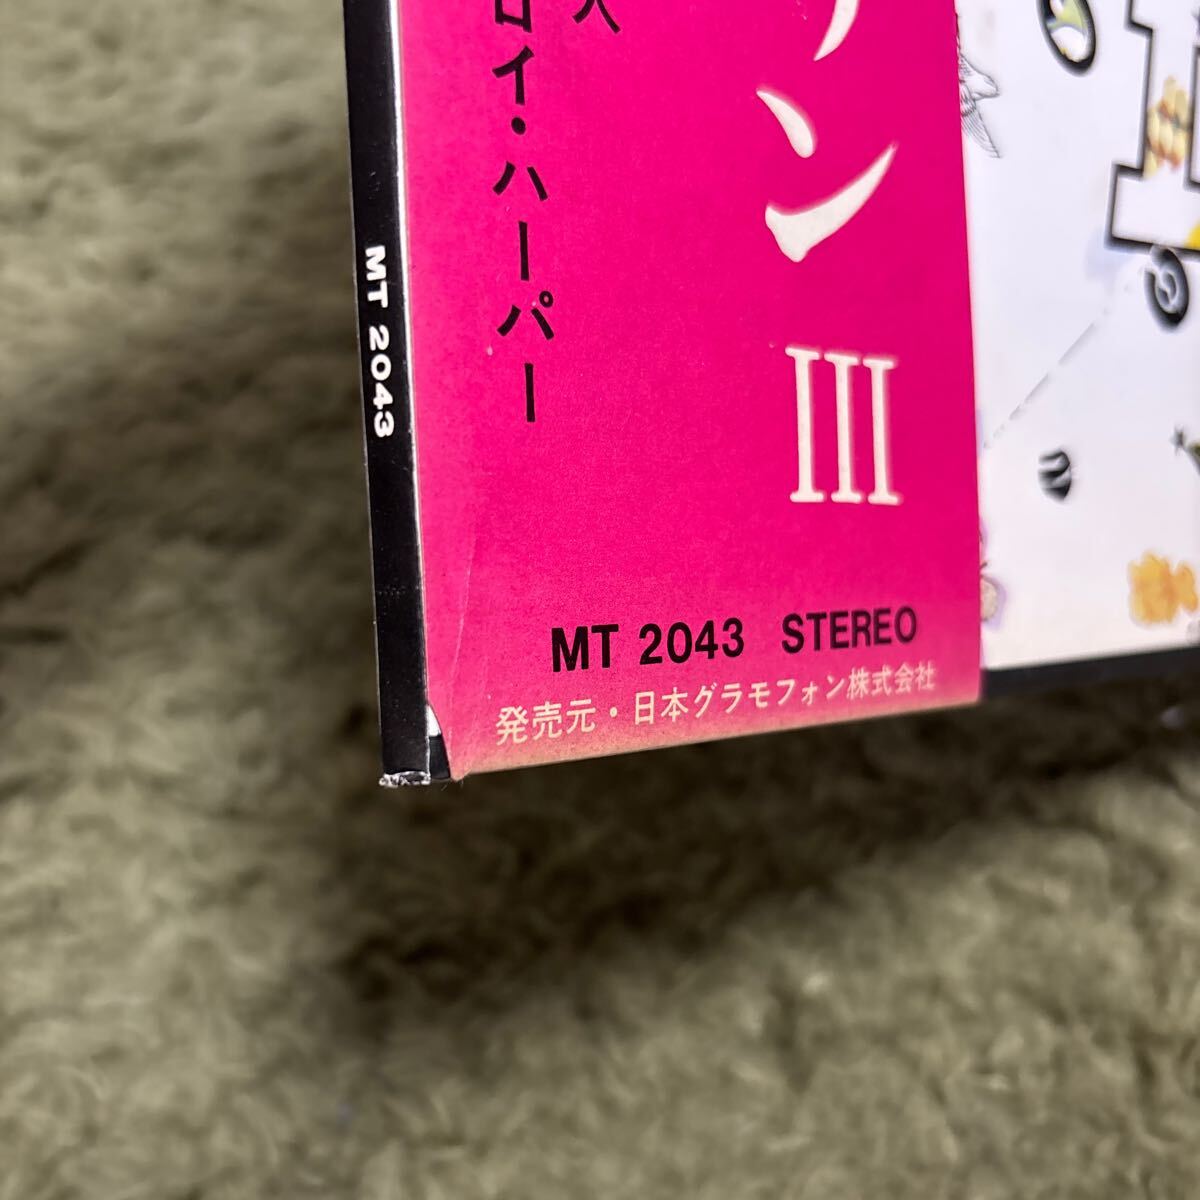 人
ロイ・ハーパー
ン III
MT 2043
MT 2043 STEREO
発売元・日本グラモフォン株式会社